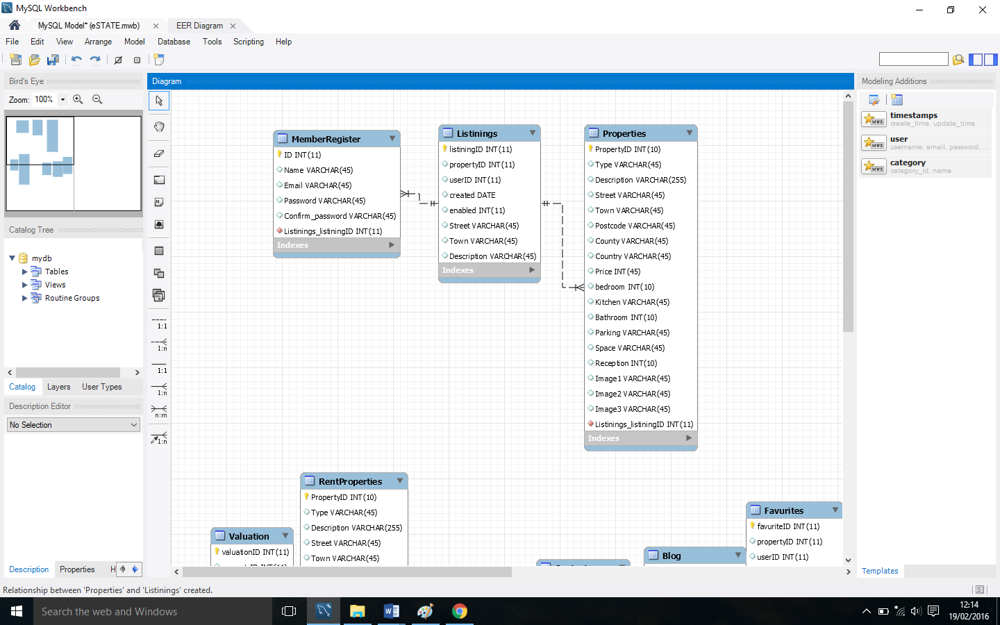 MySQL Workbench
MySQL Model* (eSTATE.mwb)
EER Diagram
File Edit View Arrange Model Database Tools Scripting Help
Bird's Eye
Zoom: 100%
Catalog Tree
mydb
Tables
Views
Routine Groups
Catalog Layers User Types
Description Editor
No Selection
Description Properties H
Diagram
1:1
1:n
1:1
1:n
n:m
1:n
MemberRegister
ID INT(11)
Name VARCHAR(45)
Email VARCHAR(45)
Password VARCHAR(45)
Confirm_password VARCHAR(45)
Listinings_listiningID INT(11)
Indexes
Listinings
listiningID INT(11)
propertyID INT(11)
userID INT(11)
created DATE
enabled INT(11)
Street VARCHAR(45)
Town VARCHAR(45)
Description VARCHAR(45)
Indexes
Properties
PropertyID INT(10)
Type VARCHAR(45)
Description VARCHAR(255)
Street VARCHAR(45)
Town VARCHAR(45)
Postcode VARCHAR(45)
County VARCHAR(45)
Country VARCHAR(45)
Price INT(45)
bedroom INT(10)
Kitchen VARCHAR(45)
Bathroom INT(10)
Parking VARCHAR(45)
Space VARCHAR(45)
Reception INT(10)
Image1 VARCHAR(45)
Image2 VARCHAR(45)
Image3 VARCHAR(45)
Listinings_listiningID INT(11)
Indexes
RentProperties
PropertyID INT(10)
Type VARCHAR(45)
Description VARCHAR(255)
Street VARCHAR(45)
Town VARCHAR(45)
Valuation
valuationID INT(11)
Blog
Favurites
favuriteID INT(11)
propertyID INT(11)
userID INT(11)
Modeling Additions
timestamps
create_time, update_time
user
username, email, password, ...
category
category_id, name
Templates
Relationship between 'Properties' and 'Listinings' created.
Search the web and Windows
12:14
19/02/2016